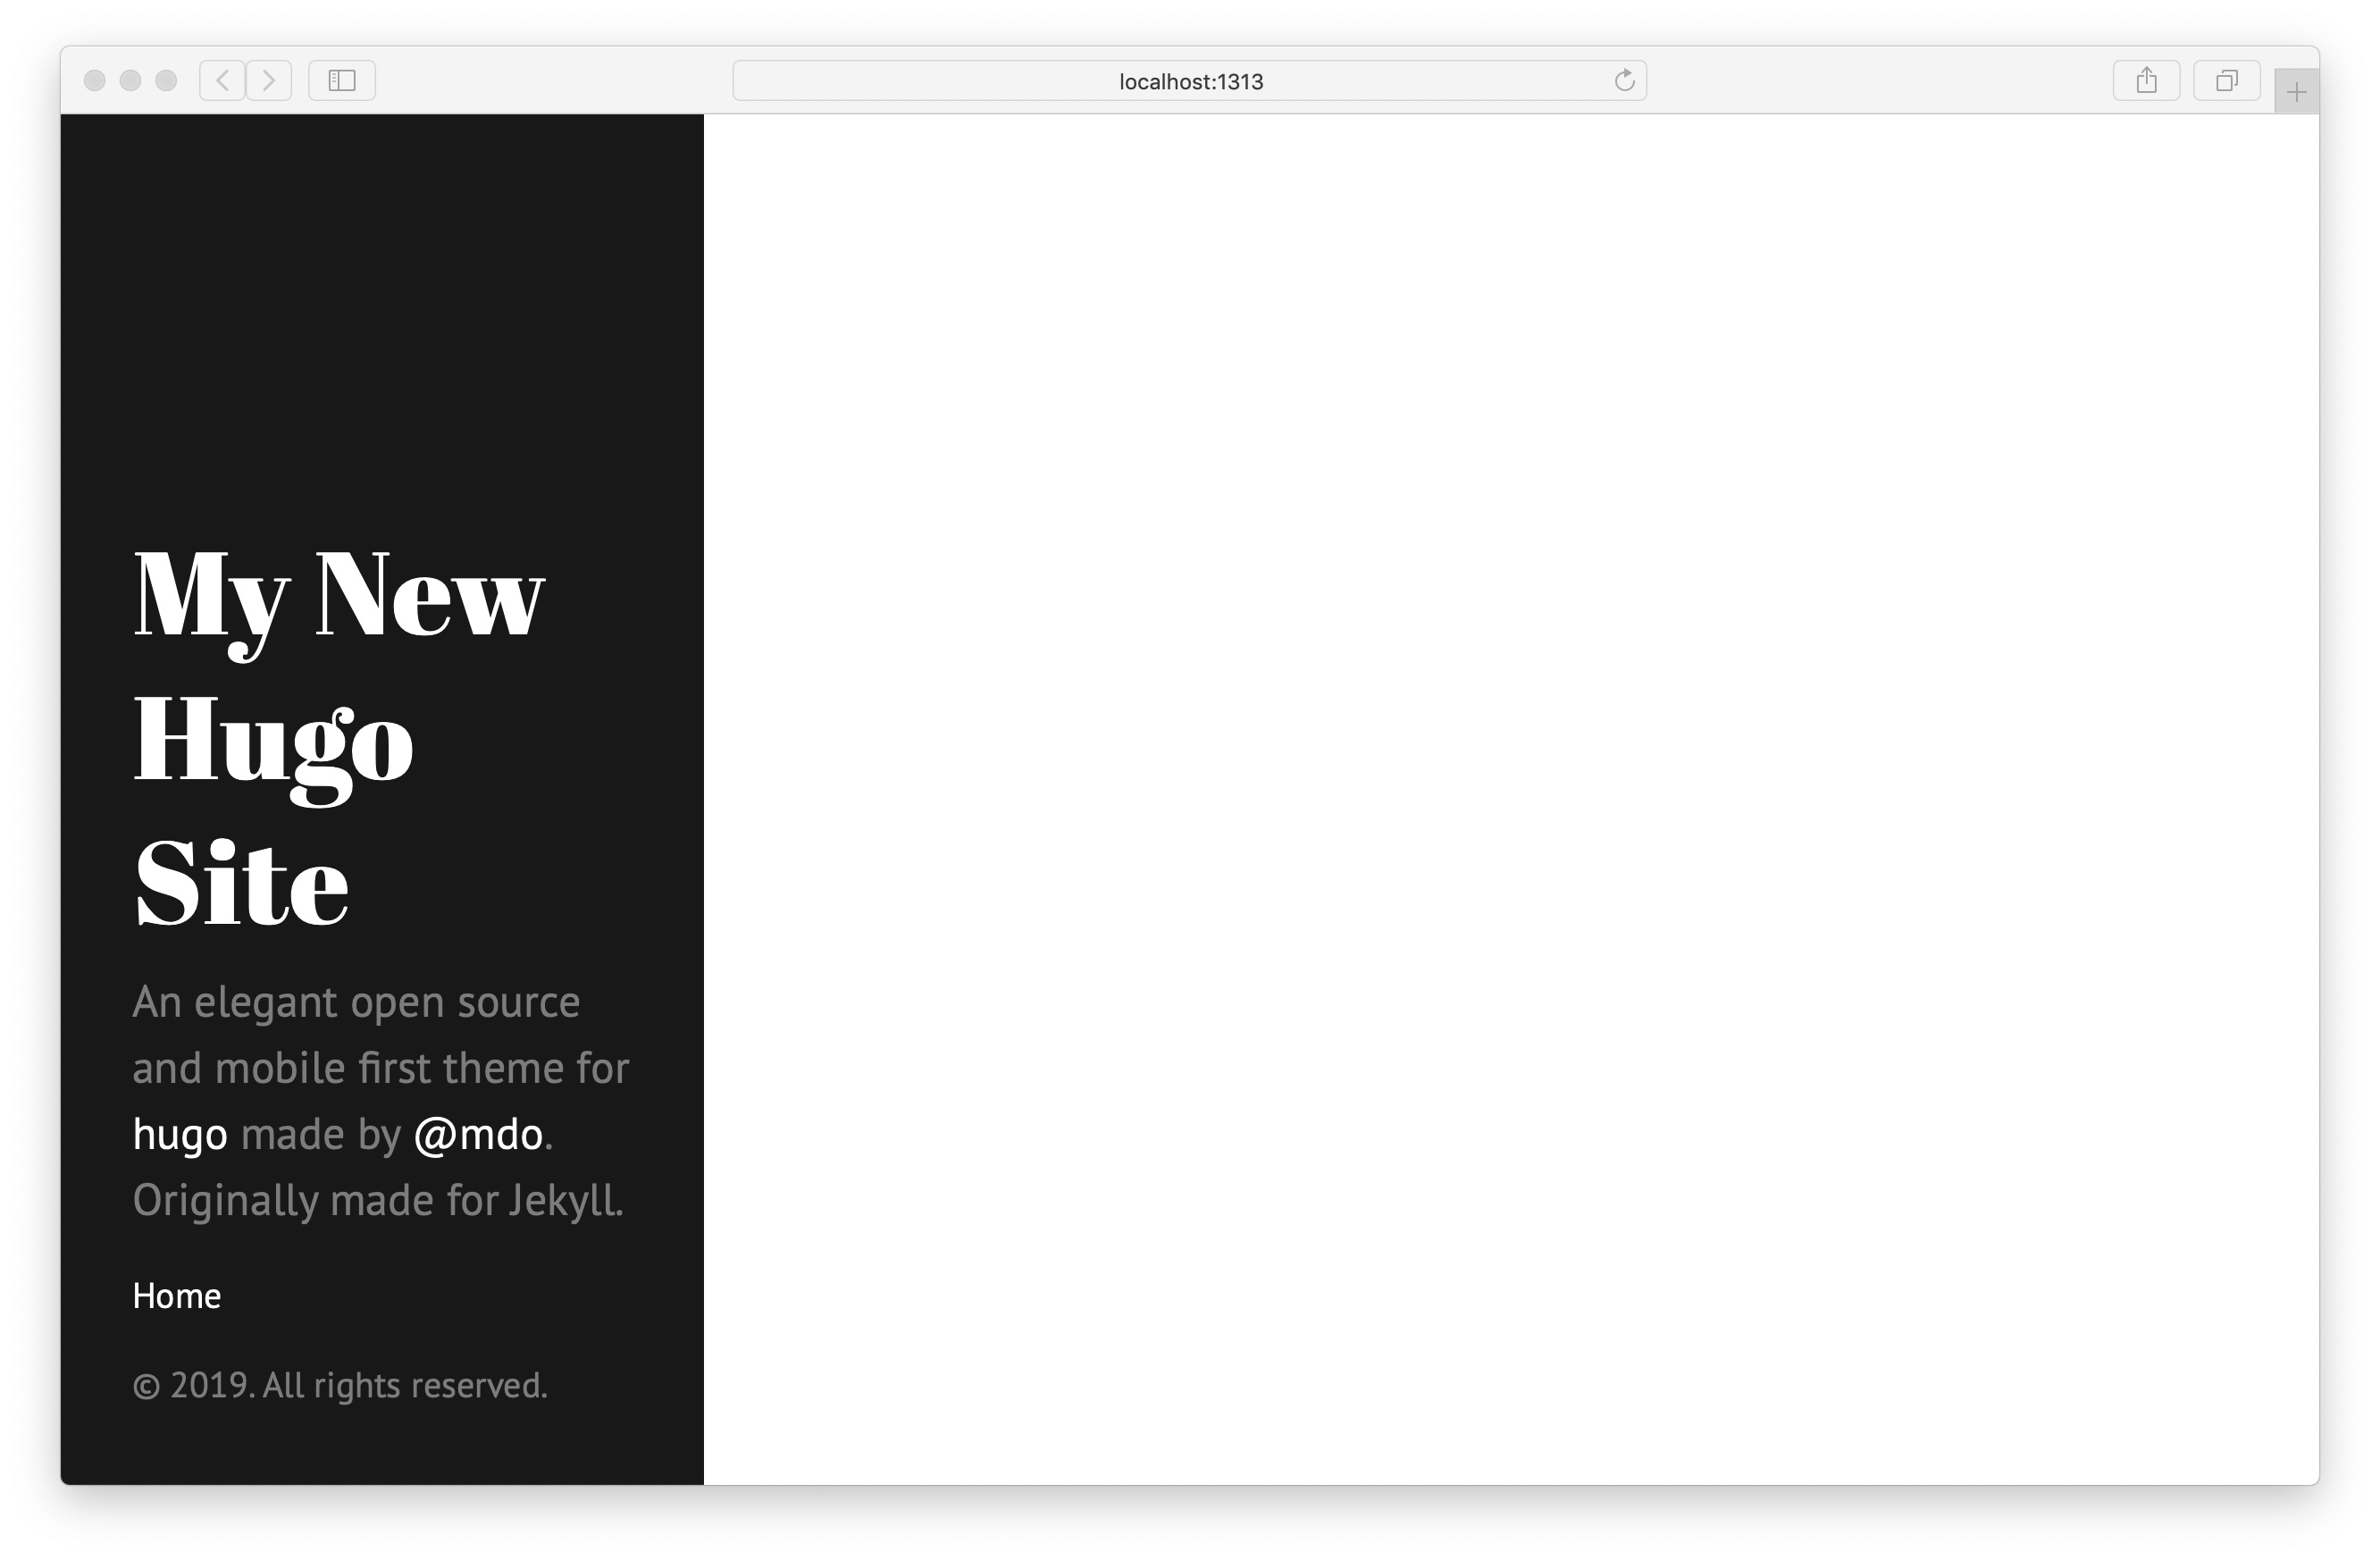 localhost:1313
My New
Hugo
Site
An elegant open source
and mobile first theme for
hugo made by @mdo.
Originally made for Jekyll.
Home
© 2019. All rights reserved.